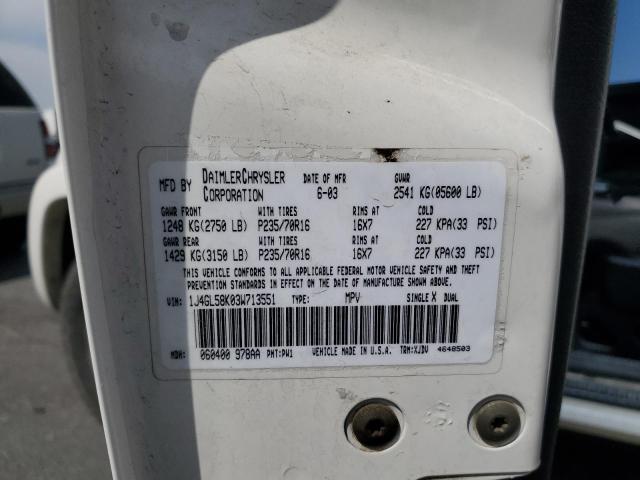 MFD BY DAIMLERCHRYSLER CORPORATION DATE OF MFR 6-03 GVWR 2541 KG(05600 LB)
GAWR FRONT WITH TIRES RIMS AT COLD
1248 KG(2750 LB) P235/70R16 16X7 227 KPA(33 PSI)
GAWR REAR WITH TIRES RIMS AT COLD
1429 KG(3150 LB) P235/70R16 16X7 227 KPA(33 PSI)
THIS VEHICLE CONFORMS TO ALL APPLICABLE FEDERAL MOTOR VEHICLE SAFETY AND THEFT
PREVENTION STANDARDS IN EFFECT ON THE DATE OF MANUFACTURE SHOWN ABOVE.
VIN: 1J4GL58K03W713551 TYPE: MPV SINGLE X DUAL
MDH: 060400 978AA PNT:PW1 VEHICLE MADE IN U.S.A. TRM:XJDV 4648503